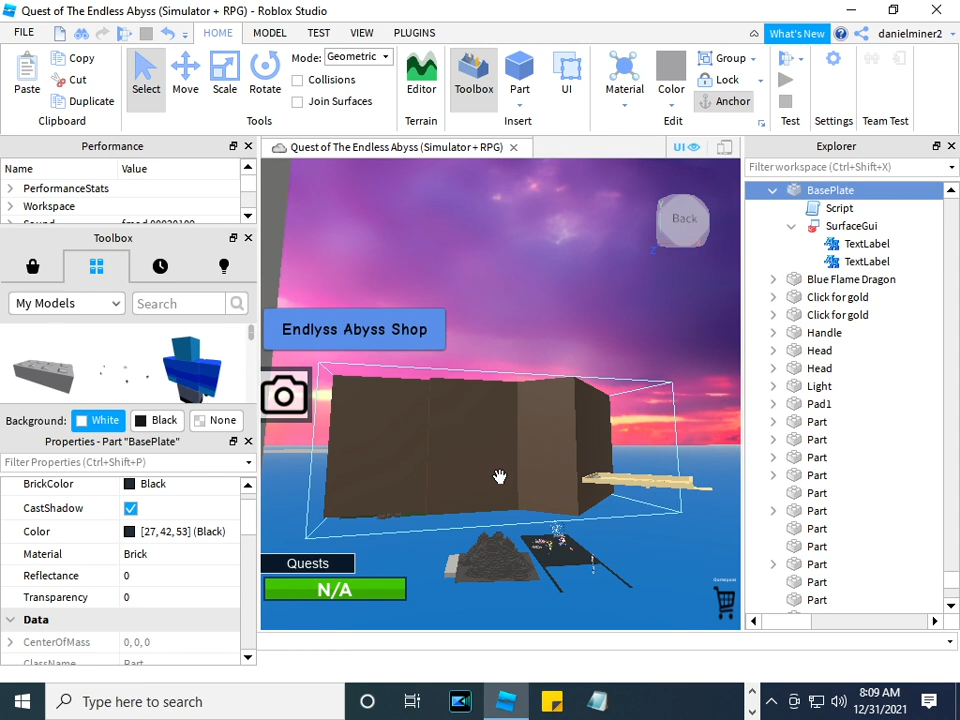 Quest of The Endless Abyss (Simulator + RPG) - Roblox Studio
FILE
HOME
MODEL
TEST
VIEW
PLUGINS
What's New
danielminer2
Paste
Copy
Cut
Duplicate
Clipboard
Select
Move
Scale
Rotate
Mode: Geometric
Collisions
Join Surfaces
Tools
Editor
Terrain
Toolbox
Part
UI
Insert
Material
Color
Group
Lock
Anchor
Edit
Test
Settings
Team Test
Performance
Name Value
PerformanceStats
Workspace
Toolbox
My Models
Search
Background: White Black None
Properties - Part "BasePlate"
Filter Properties (Ctrl+Shift+P)
BrickColor Black
CastShadow
Color [27, 42, 53] (Black)
Material Brick
Reflectance 0
Transparency 0
Data
CenterOfMass 0, 0, 0
ClassName Part
Quest of The Endless Abyss (Simulator + RPG)
UI
Back
Z
Endlyss Abyss Shop
Quests
N/A
Gamepass
Explorer
Filter workspace (Ctrl+Shift+X)
BasePlate
Script
SurfaceGui
TextLabel
TextLabel
Blue Flame Dragon
Click for gold
Click for gold
Handle
Head
Head
Light
Pad1
Part
Part
Part
Part
Part
Part
Part
Part
Part
Part
Part
Type here to search
8:09 AM
12/31/2021